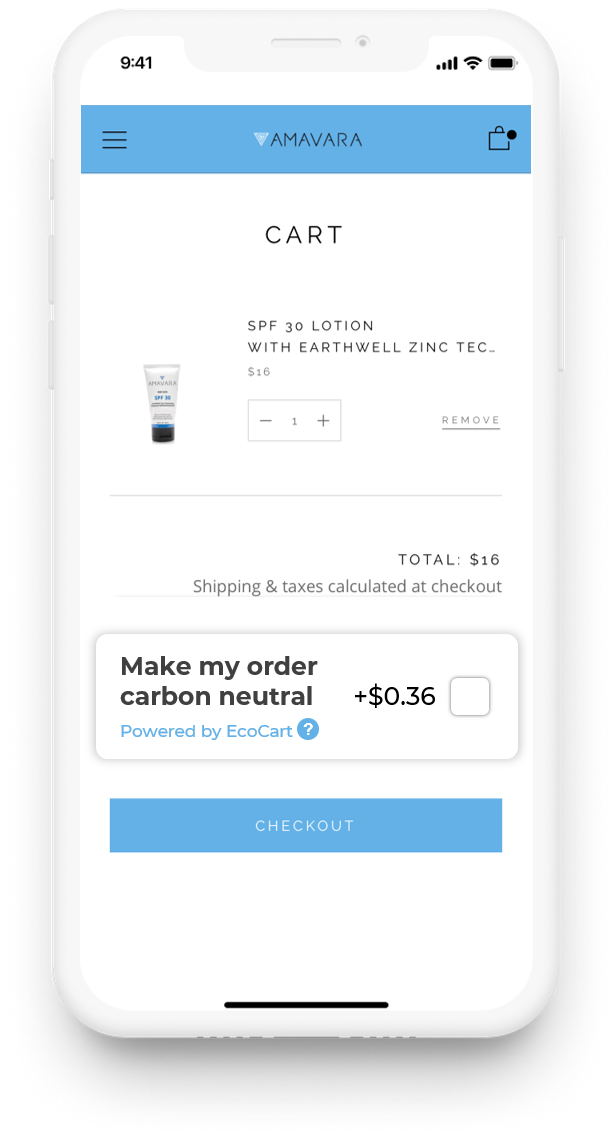 9:41
AMAVARA
CART
SPF 30 LOTION
WITH EARTHWELL ZINC TEC…
$16
AMAVARA
SPF 30
− 1 +
REMOVE
TOTAL: $16
Shipping & taxes calculated at checkout
Make my order
carbon neutral
+$0.36
Powered by EcoCart ?
CHECKOUT